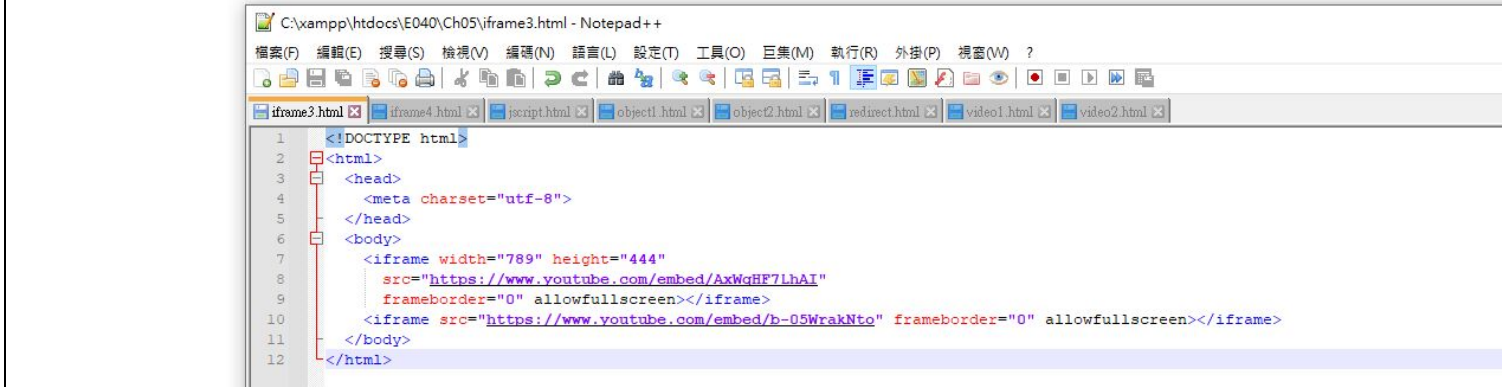 C:\xampp\htdocs\E040\Ch05\iframe3.html - Notepad++
檔案(F) 編輯(E) 搜尋(S) 檢視(V) 編碼(N) 語言(L) 設定(T) 工具(O) 巨集(M) 執行(R) 外掛(P) 視窗(W) ?
iframe3.html iframe4.html jscript.html object1.html object2.html redirect.html video1.html video2.html
1 <!DOCTYPE html>
2 <html>
3 <head>
4 <meta charset="utf-8">
5 </head>
6 <body>
7 <iframe width="789" height="444"
8 src="https://www.youtube.com/embed/AxWqHF7LhAI"
9 frameborder="0" allowfullscreen></iframe>
10 <iframe src="https://www.youtube.com/embed/b-05WrakNto" frameborder="0" allowfullscreen></iframe>
11 </body>
12 </html>